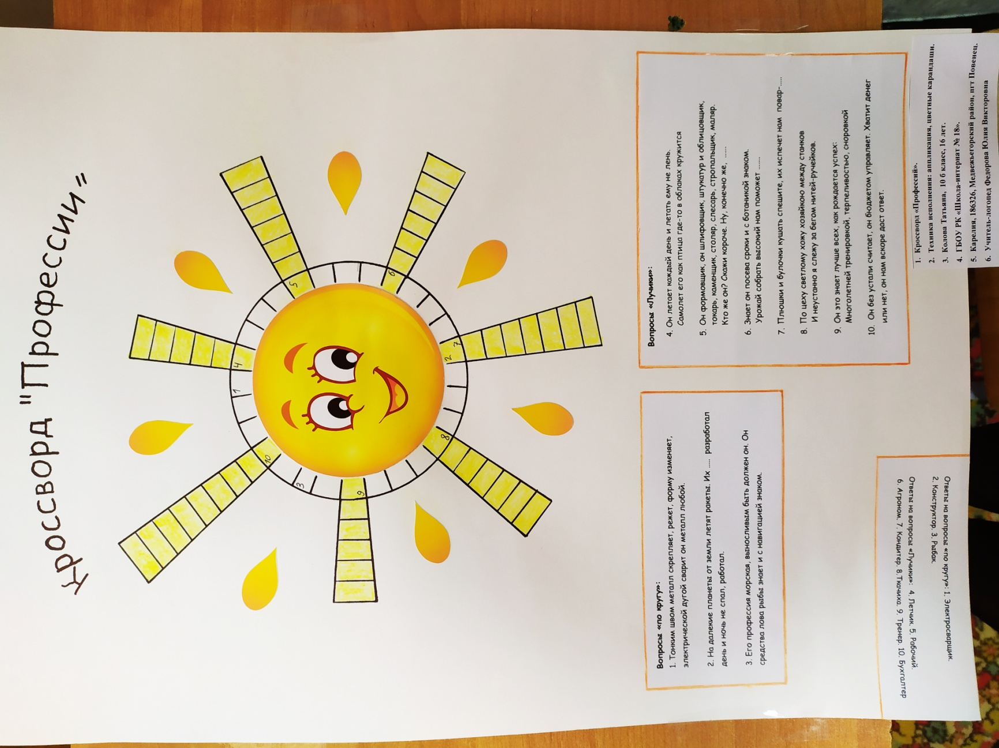 Кроссворд "Профессии"
1
2
3
4
5
6
7
8
9
10
Вопросы «по кругу»:
1. Тонким швом металл скрепляет, режет, форму изменяет,
электрической дугой сварит он металл любой.
2. На далекие планеты от земли летят ракеты. Их ..... разработал
день и ночь не спал, работал.
3. Его профессия морская, выносливым быть должен он. Он
средства лова рыбы знает и с навигацией знаком.
Вопросы «Лучики»:
4. Он летает каждый день и летать ему не лень.
Самолет его как птица где-то в облаках кружится
5. Он формовщик, он шлифовщик, штукатур и облицовщик,
токарь, каменщик, столяр, слесарь, стропальщик, маляр.
Кто же он? Скажи короче. Ну, конечно же, ......
6. Знает он посева сроки и с ботаникой знаком.
Урожай собрать высокий нам поможет ......
7. Плюшки и булочки кушать спешите, их испечет нам повар-.....
8. По цеху светлому хожу хозяйкою между станков
И неустанно я слежу за бегом нитей-ручейков.
9. Он это знает лучше всех, как рождается успех:
Многолетней тренировкой, терпеливостью, сноровкой
10. Он без устали считает, он бюджетом управляет. Хватит денег
или нет, он нам вскоре даст ответ.
Ответы на вопросы «по кругу»: 1. Электросварщик.
2. Конструктор. 3. Рыбак.
Ответы на вопросы «Лучики»: 4. Летчик. 5. Рабочий.
6. Агроном. 7. Кондитер. 8.Ткачиха. 9. Тренер. 10. Бухгалтер
1. Кроссворд «Профессий».
2. Техника исполнения: аппликация, цветные карандаши.
3. Колова Татьяна, 10 б класс, 16 лет.
4. ГБОУ РК «Школа-интернат № 18».
5. Карелия, 186326, Медвежьегорский район, пгт Повенец.
6. Учитель-логопед Федорова Юлия Викторовна